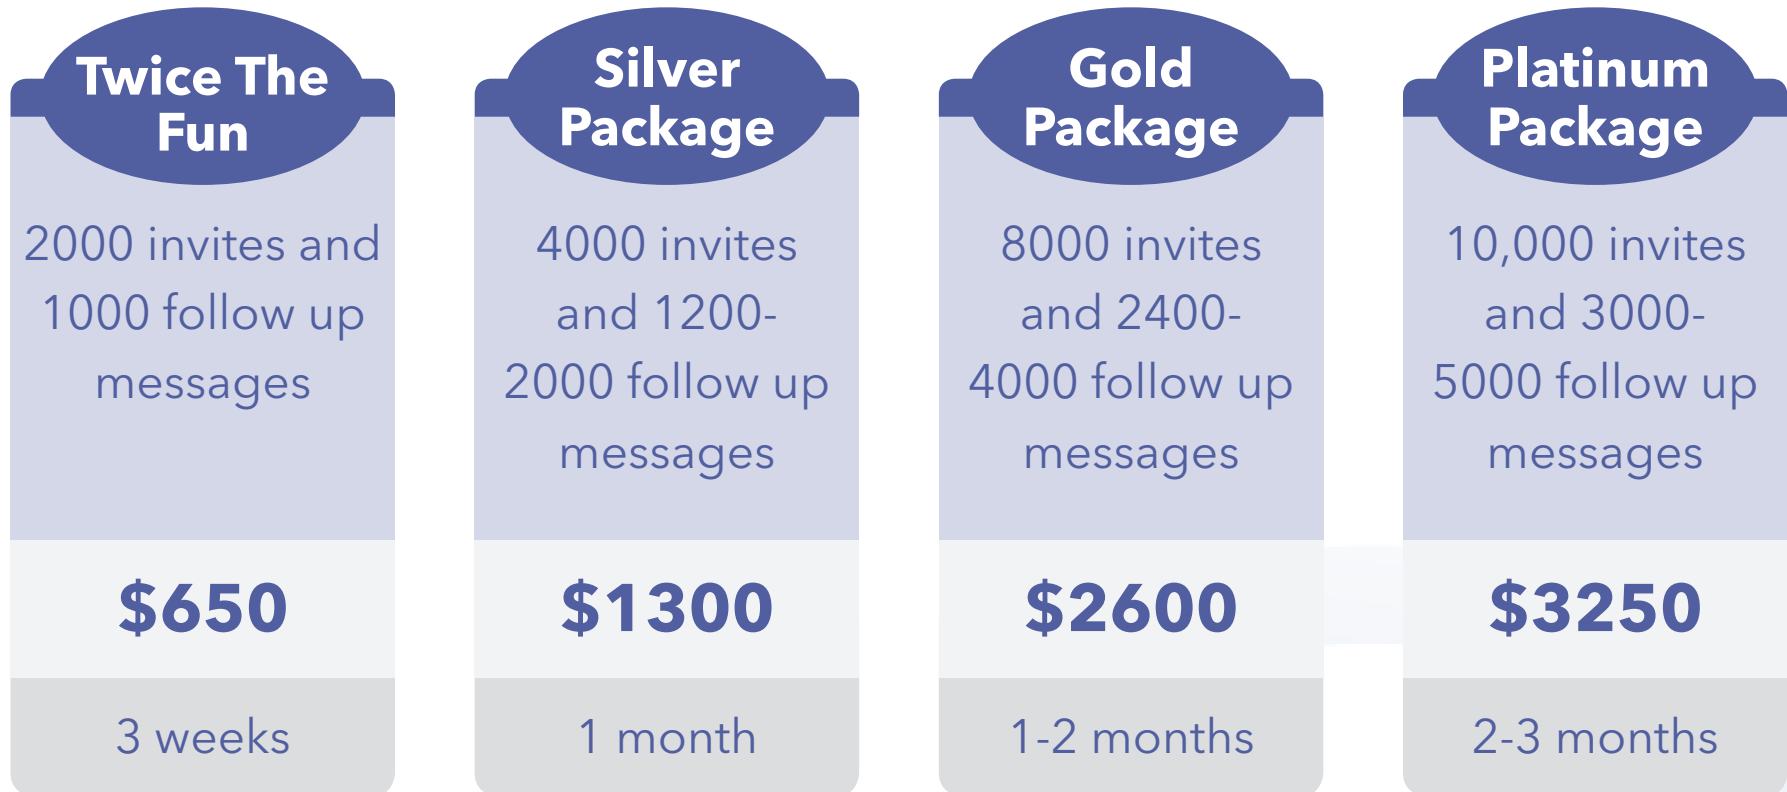 Twice The
Fun
2000 invites and
1000 follow up
messages
$650
3 weeks
Silver
Package
4000 invites
and 1200-
2000 follow up
messages
$1300
1 month
Gold
Package
8000 invites
and 2400-
4000 follow up
messages
$2600
1-2 months
Platinum
Package
10,000 invites
and 3000-
5000 follow up
messages
$3250
2-3 months